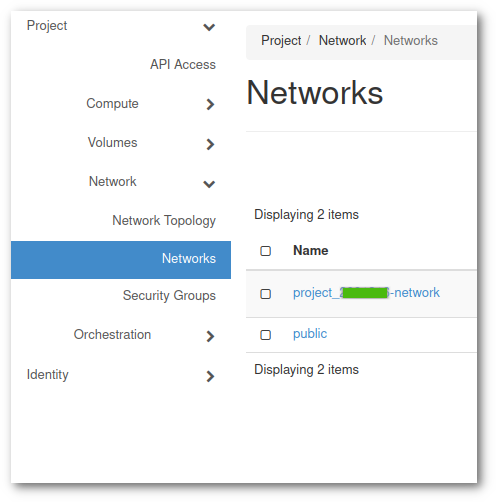 Project
API Access
Compute
Volumes
Network
Network Topology
Networks
Security Groups
Orchestration
Identity
Project / Network / Networks
Networks
Displaying 2 items
Name
project_ -network
public
Displaying 2 items